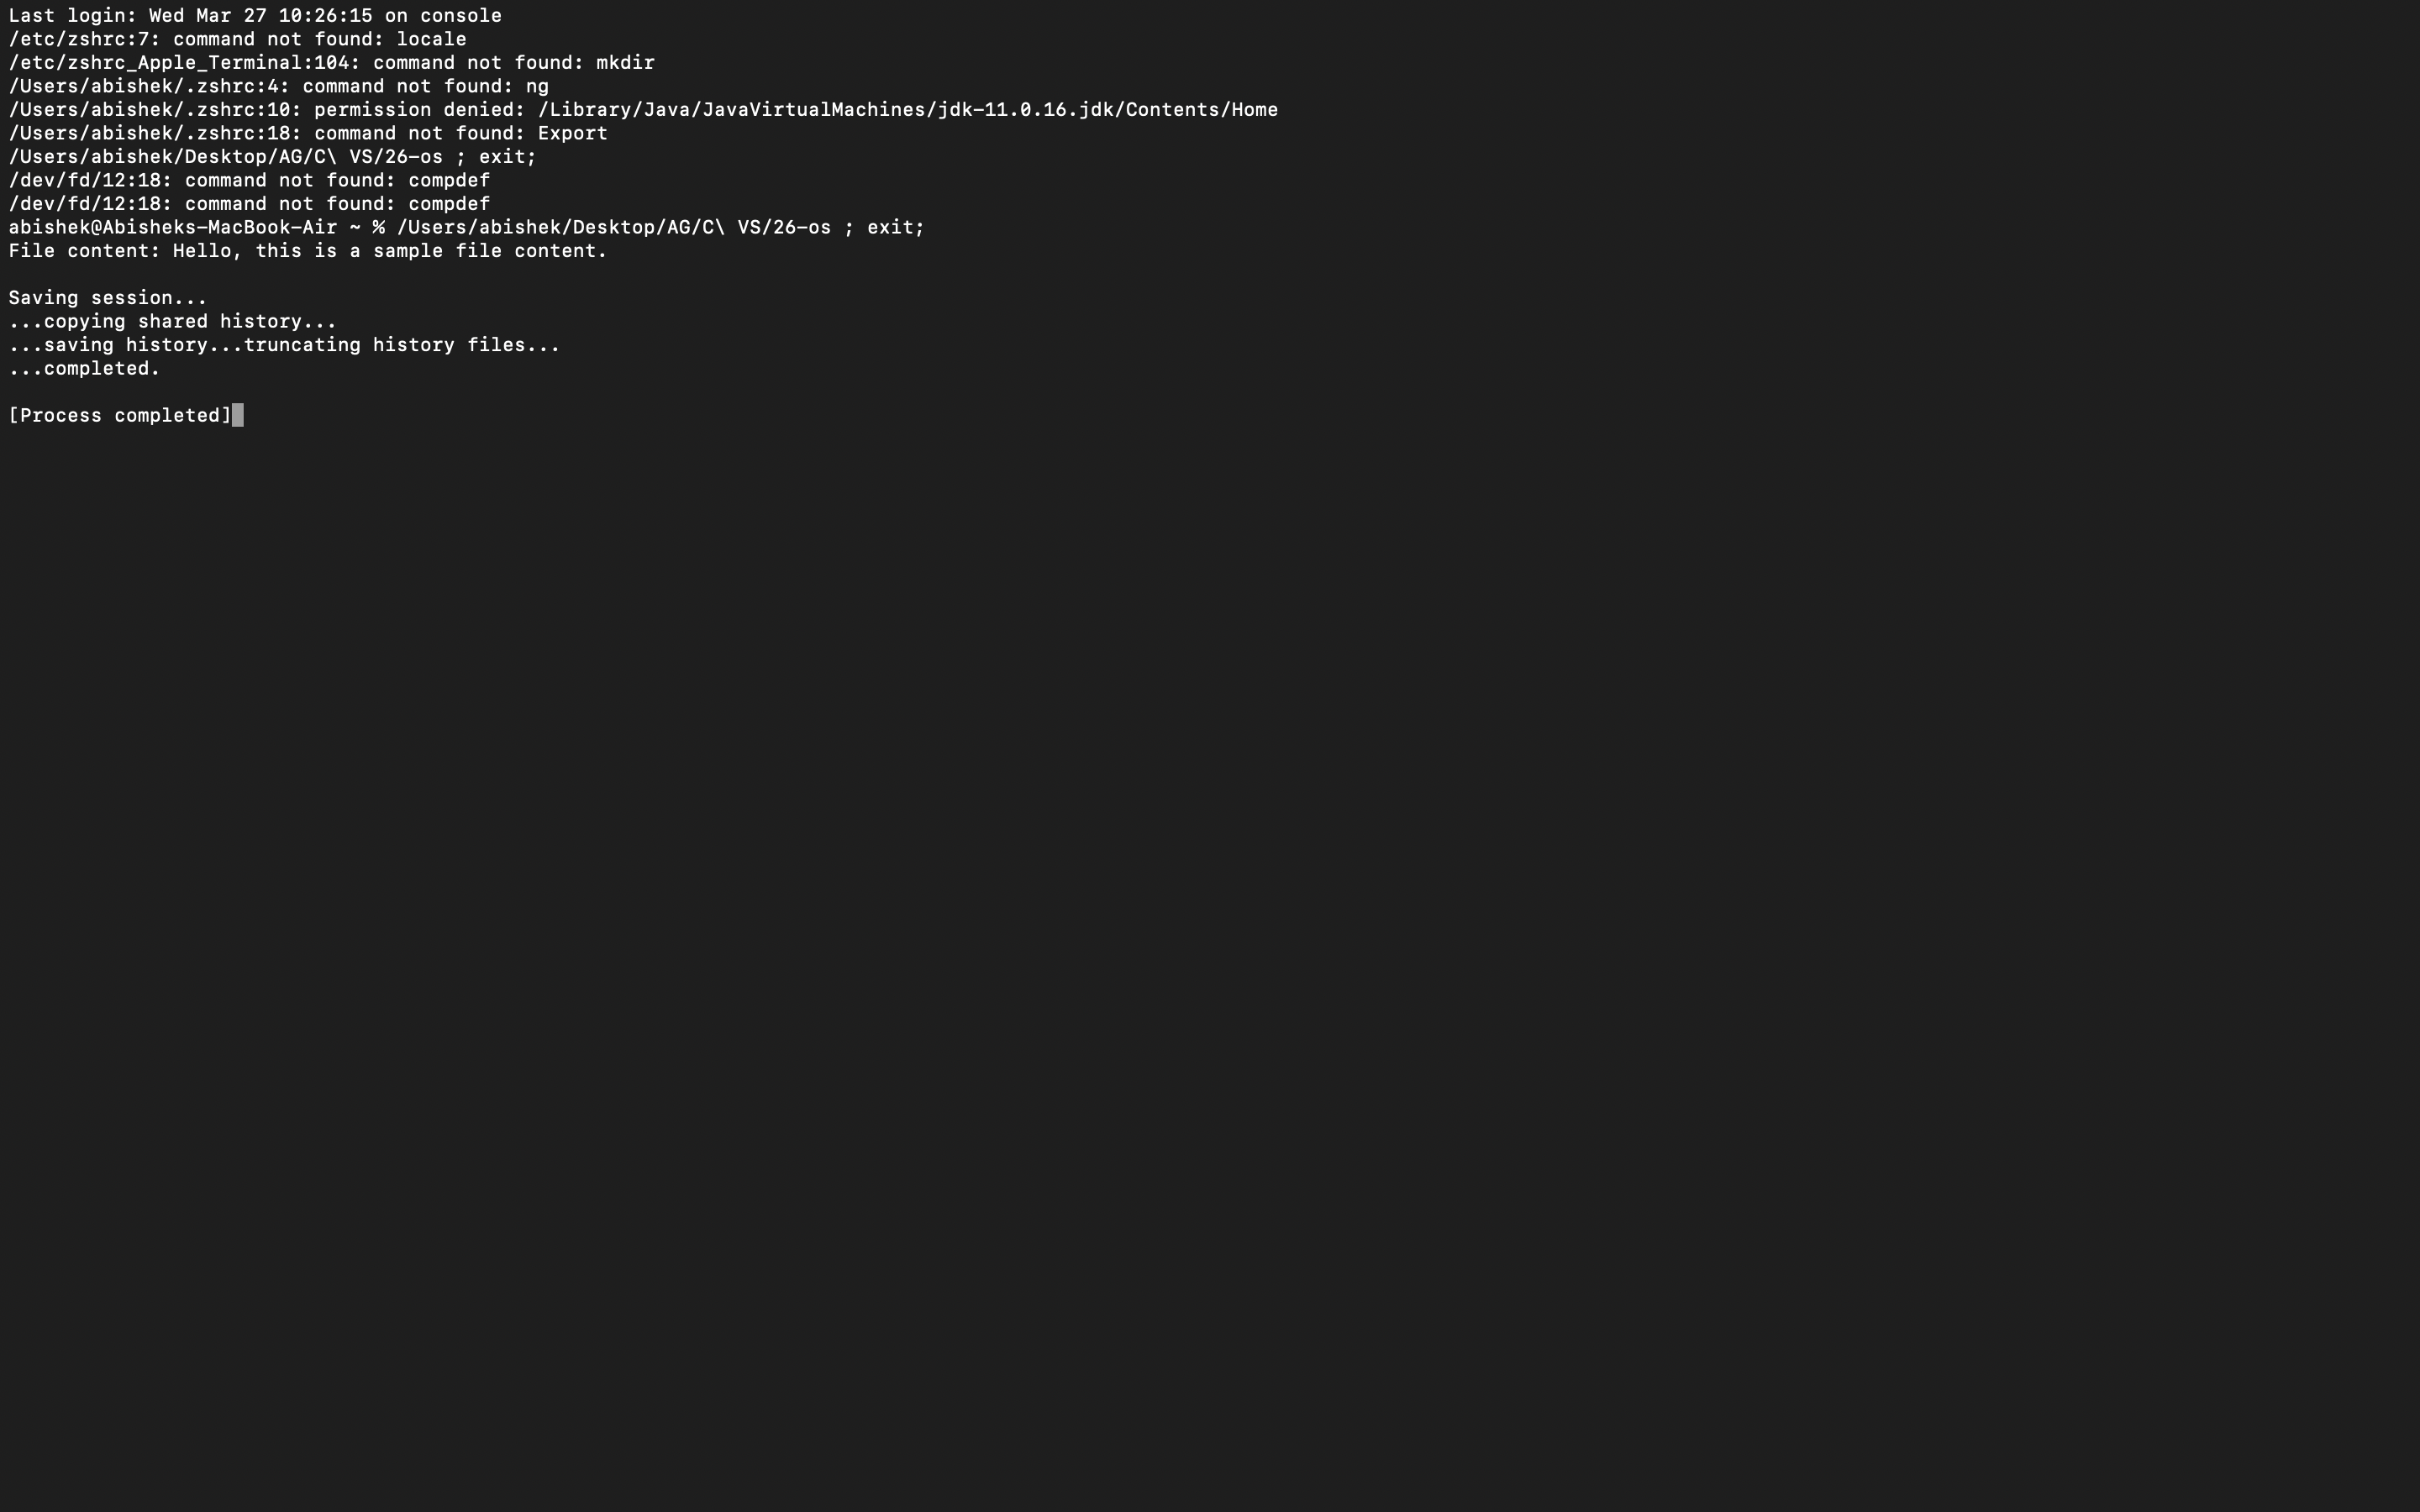 Last login: Wed Mar 27 10:26:15 on console
/etc/zshrc:7: command not found: locale
/etc/zshrc_Apple_Terminal:104: command not found: mkdir
/Users/abishek/.zshrc:4: command not found: ng
/Users/abishek/.zshrc:10: permission denied: /Library/Java/JavaVirtualMachines/jdk-11.0.16.jdk/Contents/Home
/Users/abishek/.zshrc:18: command not found: Export
/Users/abishek/Desktop/AG/C\ VS/26-os ; exit;
/dev/fd/12:18: command not found: compdef
/dev/fd/12:18: command not found: compdef
abishek@Abisheks-MacBook-Air ~ % /Users/abishek/Desktop/AG/C\ VS/26-os ; exit;
File content: Hello, this is a sample file content.

Saving session...
...copying shared history...
...saving history...truncating history files...
...completed.

[Process completed]